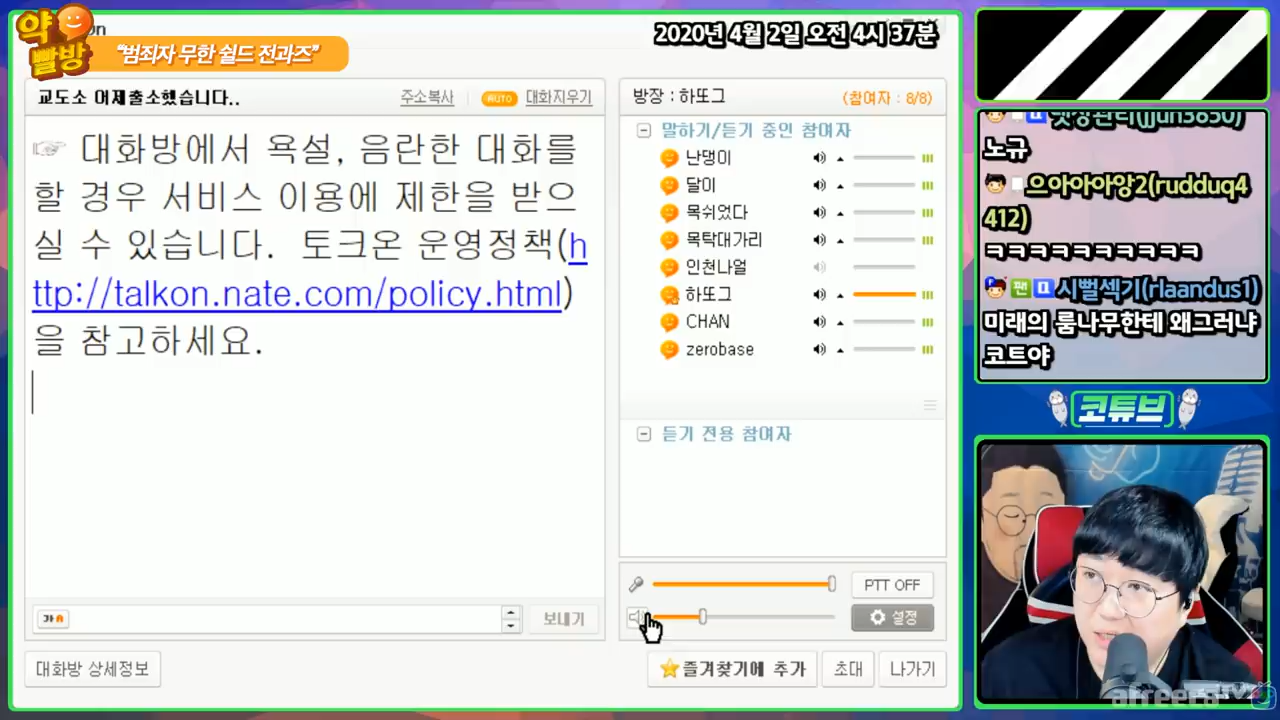 약
빨방
"범죄자 무한 쉴드 전과즈"
on
2020년 4월 2일 오전 4시 37분
교도소 어제출소했습니다..
주소복사
AUTO
대화지우기
☞ 대화방에서 욕설, 음란한 대화를
할 경우 서비스 이용에 제한을 받으
실 수 있습니다. 토크온 운영정책(h
ttp://talkon.nate.com/policy.html)
을 참고하세요.
가
보내기
대화방 상세정보
방장 : 하또그
(참여자 : 8/8)
말하기/듣기 중인 참여자
난댕이
달이
목쉬었다
목탁대가리
인천나얼
하또그
CHAN
zerobase
듣기 전용 참여자
PTT OFF
설정
즐겨찾기에 추가
초대
나가기
노규
으아아아앙2(rudduq4
412)
ㅋㅋㅋㅋㅋㅋㅋㅋㅋㅋ
팬
시뻘섹기(rlaandus1)
미래의 룸나무한테 왜그러냐
코트야
코튜브
afreecaTV